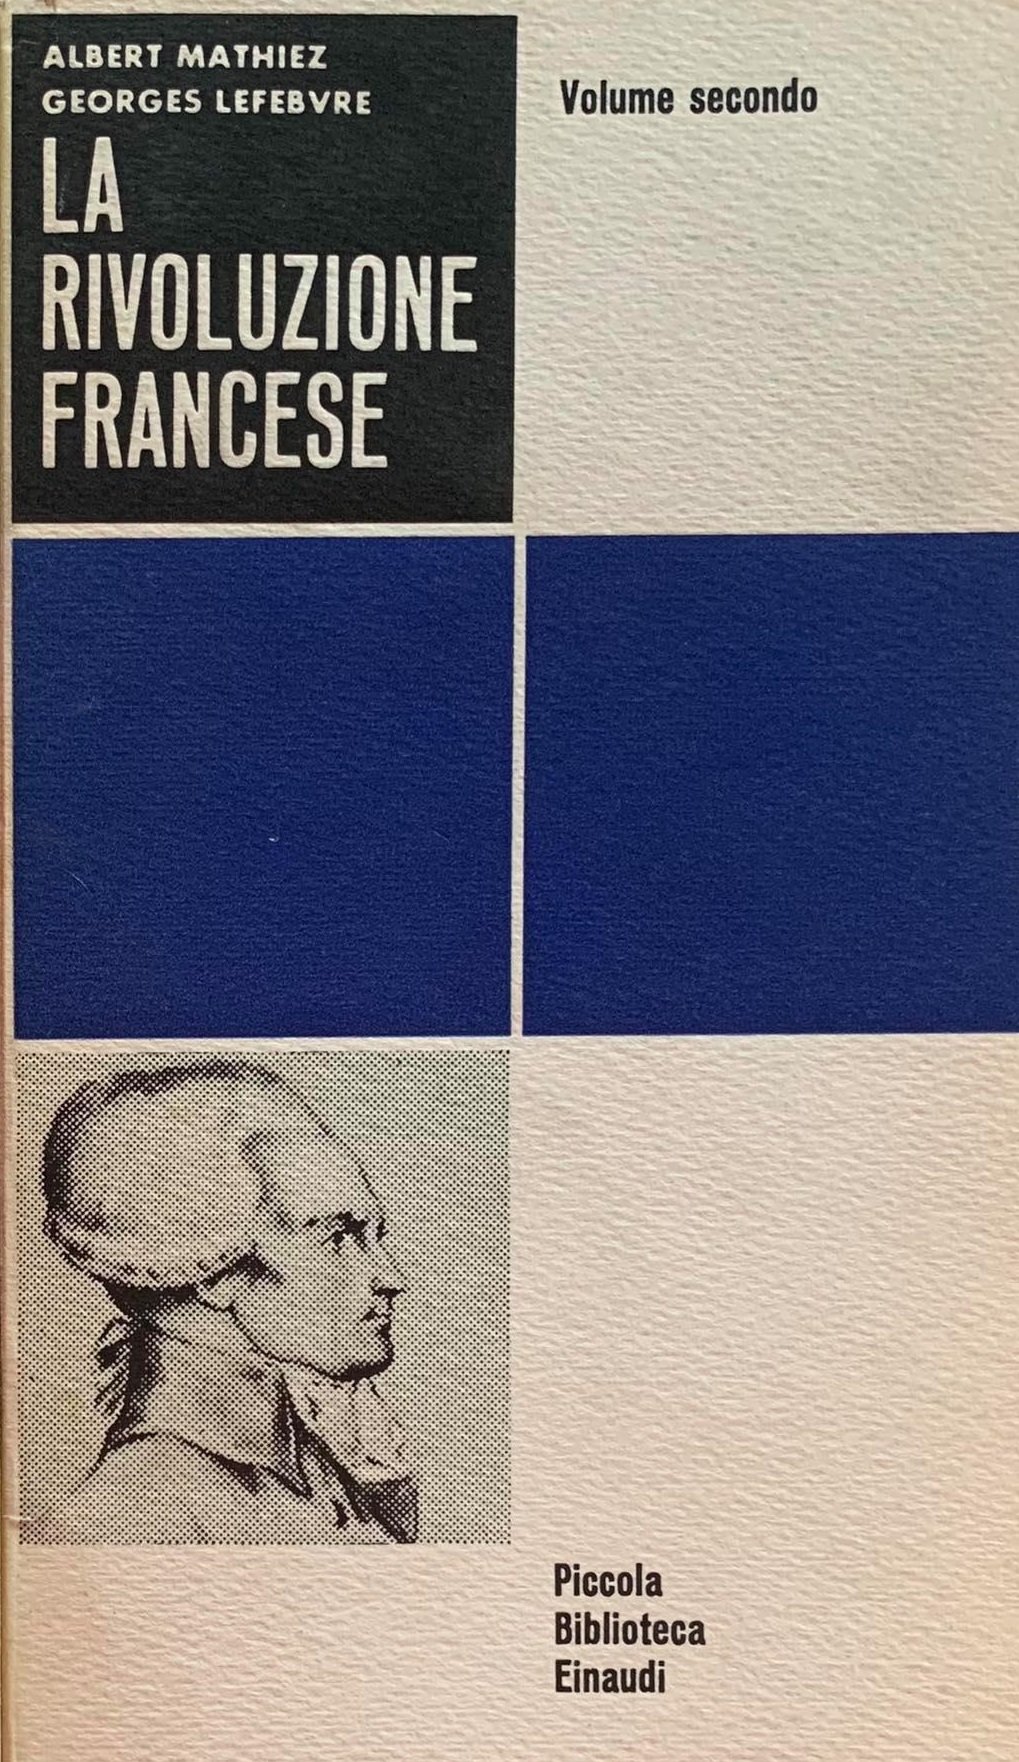 ALBERT MATHIEZ
GEORGES LEFEBVRE
LA
RIVOLUZIONE
FRANCESE
Volume secondo
Piccola
Biblioteca
Einaudi